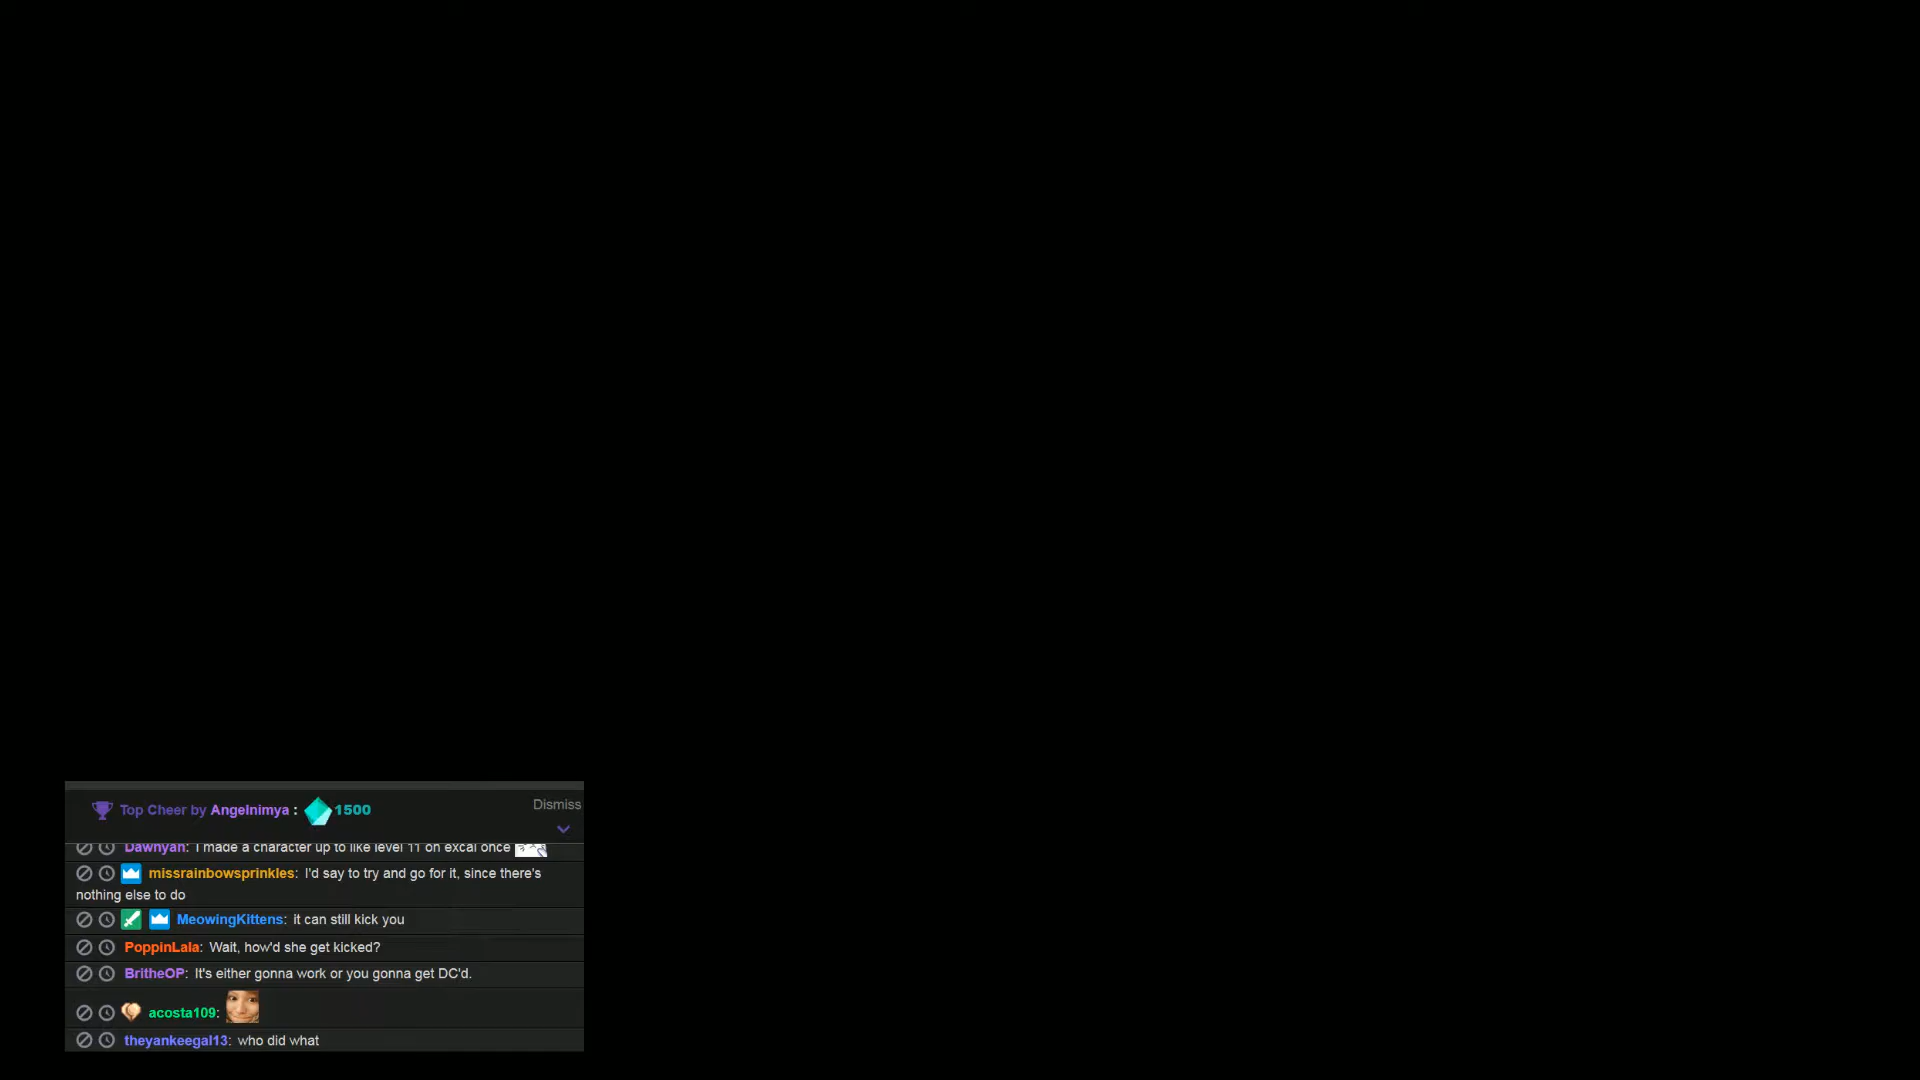 Top Cheer by Angelnimya : 1500
Dismiss
Dawnyan: I made a character up to like level 11 on excal once
missrainbowsprinkles: I'd say to try and go for it, since there's
nothing else to do
MeowingKittens: it can still kick you
PoppinLala: Wait, how'd she get kicked?
BritheOP: It's either gonna work or you gonna get DC'd.
acosta109:
theyankeegal13: who did what